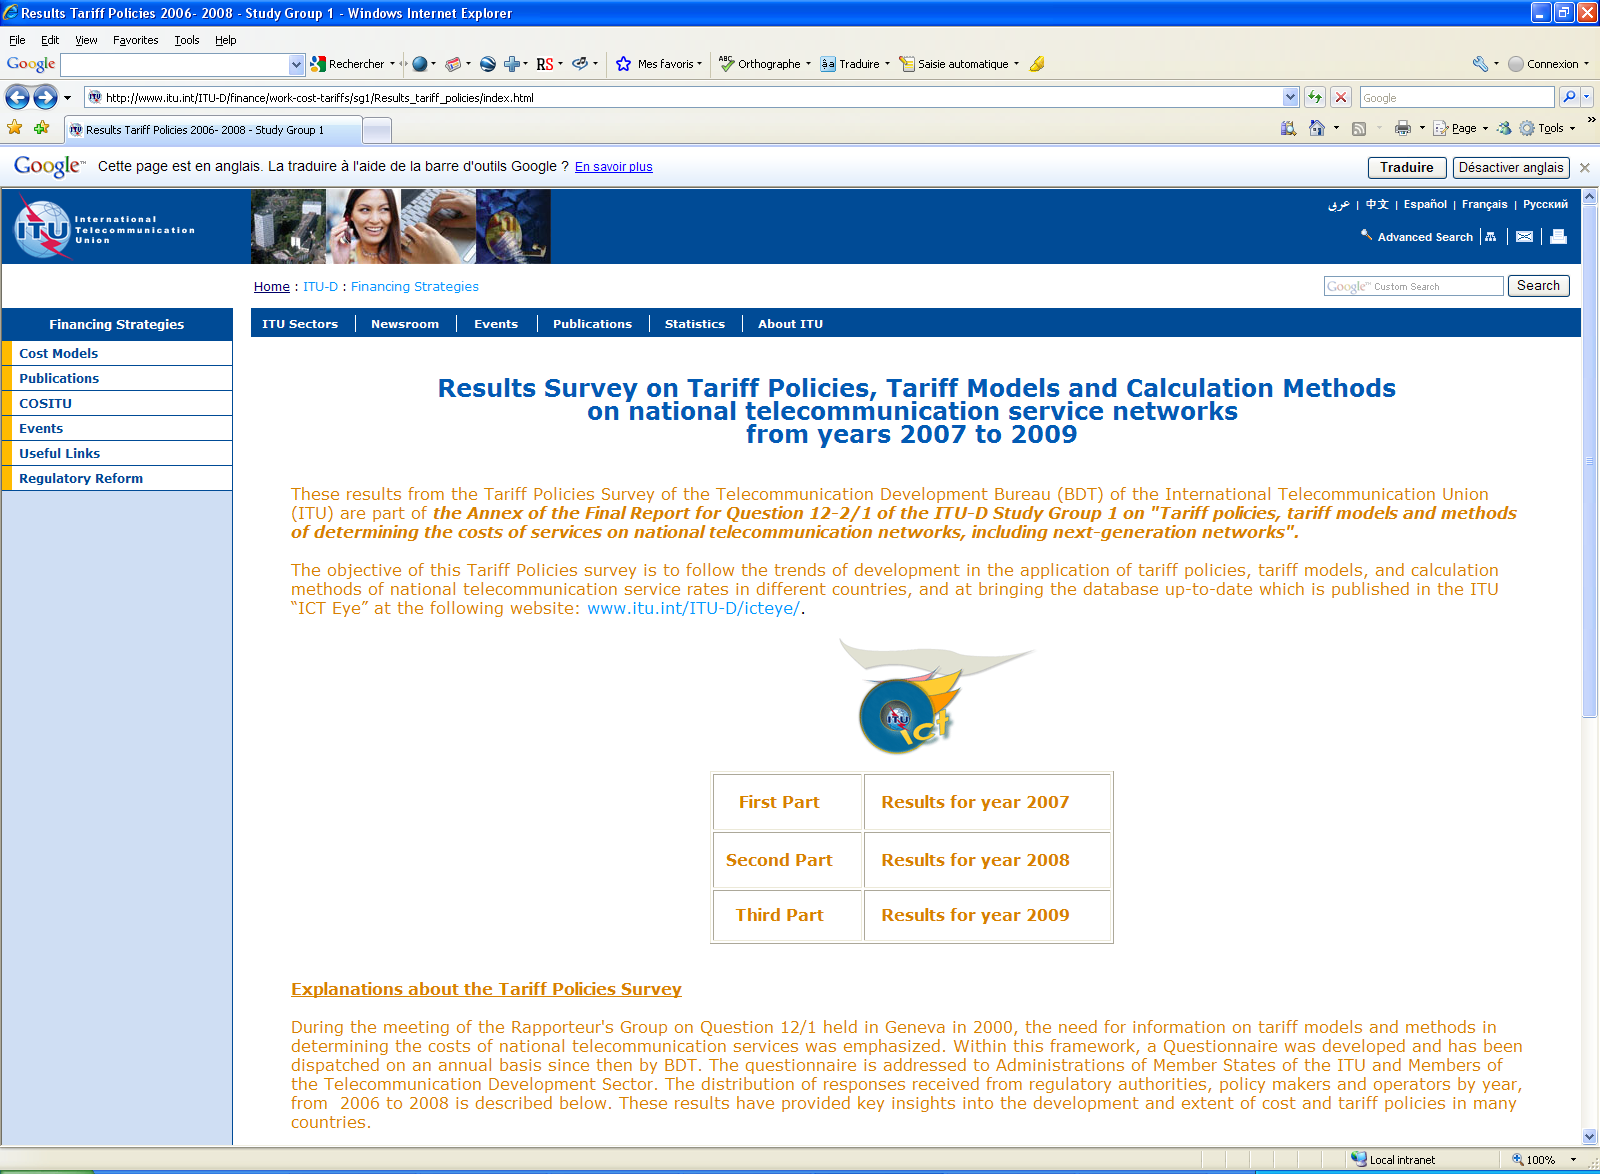 Results Tariff Policies 2006- 2008 - Study Group 1 - Windows Internet Explorer
File Edit View Favorites Tools Help
Google Rechercher RS Mes favoris ABC Orthographe Traduire Saisie automatique Connexion
http://www.itu.int/ITU-D/finance/work-cost-tariffs/sg1/Results_tariff_policies/index.html Google
Results Tariff Policies 2006- 2008 - Study Group 1 Page Tools »
Google™ Cette page est en anglais. La traduire à l'aide de la barre d'outils Google ? En savoir plus Traduire Désactiver anglais
ITU International Telecommunication Union
عربي | 中文 | Español | Français | Русский
Advanced Search
Home : ITU-D : Financing Strategies Google™ Custom Search Search
ITU Sectors | Newsroom | Events | Publications | Statistics | About ITU
Financing Strategies
Cost Models
Publications
COSITU
Events
Useful Links
Regulatory Reform
Results Survey on Tariff Policies, Tariff Models and Calculation Methods
on national telecommunication service networks
from years 2007 to 2009
These results from the Tariff Policies Survey of the Telecommunication Development Bureau (BDT) of the International Telecommunication Union
(ITU) are part of the Annex of the Final Report for Question 12-2/1 of the ITU-D Study Group 1 on "Tariff policies, tariff models and methods
of determining the costs of services on national telecommunication networks, including next-generation networks".
The objective of this Tariff Policies survey is to follow the trends of development in the application of tariff policies, tariff models, and calculation
methods of national telecommunication service rates in different countries, and at bringing the database up-to-date which is published in the ITU
“ICT Eye” at the following website: www.itu.int/ITU-D/icteye/.
ITU ict
First Part Results for year 2007
Second Part Results for year 2008
Third Part Results for year 2009
Explanations about the Tariff Policies Survey
During the meeting of the Rapporteur's Group on Question 12/1 held in Geneva in 2000, the need for information on tariff models and methods in
determining the costs of national telecommunication services was emphasized. Within this framework, a Questionnaire was developed and has been
dispatched on an annual basis since then by BDT. The questionnaire is addressed to Administrations of Member States of the ITU and Members of
the Telecommunication Development Sector. The distribution of responses received from regulatory authorities, policy makers and operators by year,
from 2006 to 2008 is described below. These results have provided key insights into the development and extent of cost and tariff policies in many
countries.
Local intranet 100%